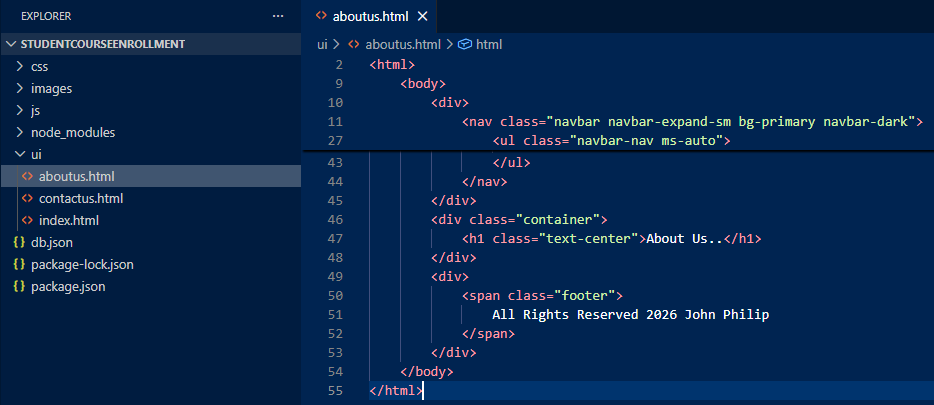 EXPLORER
STUDENTCOURSEENROLLMENT
css
images
js
node_modules
ui
aboutus.html
contactus.html
index.html
db.json
package-lock.json
package.json
aboutus.html
ui > aboutus.html > html
2 <html>
9 <body>
10 <div>
11 <nav class="navbar navbar-expand-sm bg-primary navbar-dark">
27 <ul class="navbar-nav ms-auto">
43 </ul>
44 </nav>
45 </div>
46 <div class="container">
47 <h1 class="text-center">About Us..</h1>
48 </div>
49 <div>
50 <span class="footer">
51 All Rights Reserved 2026 John Philip
52 </span>
53 </div>
54 </body>
55 </html>